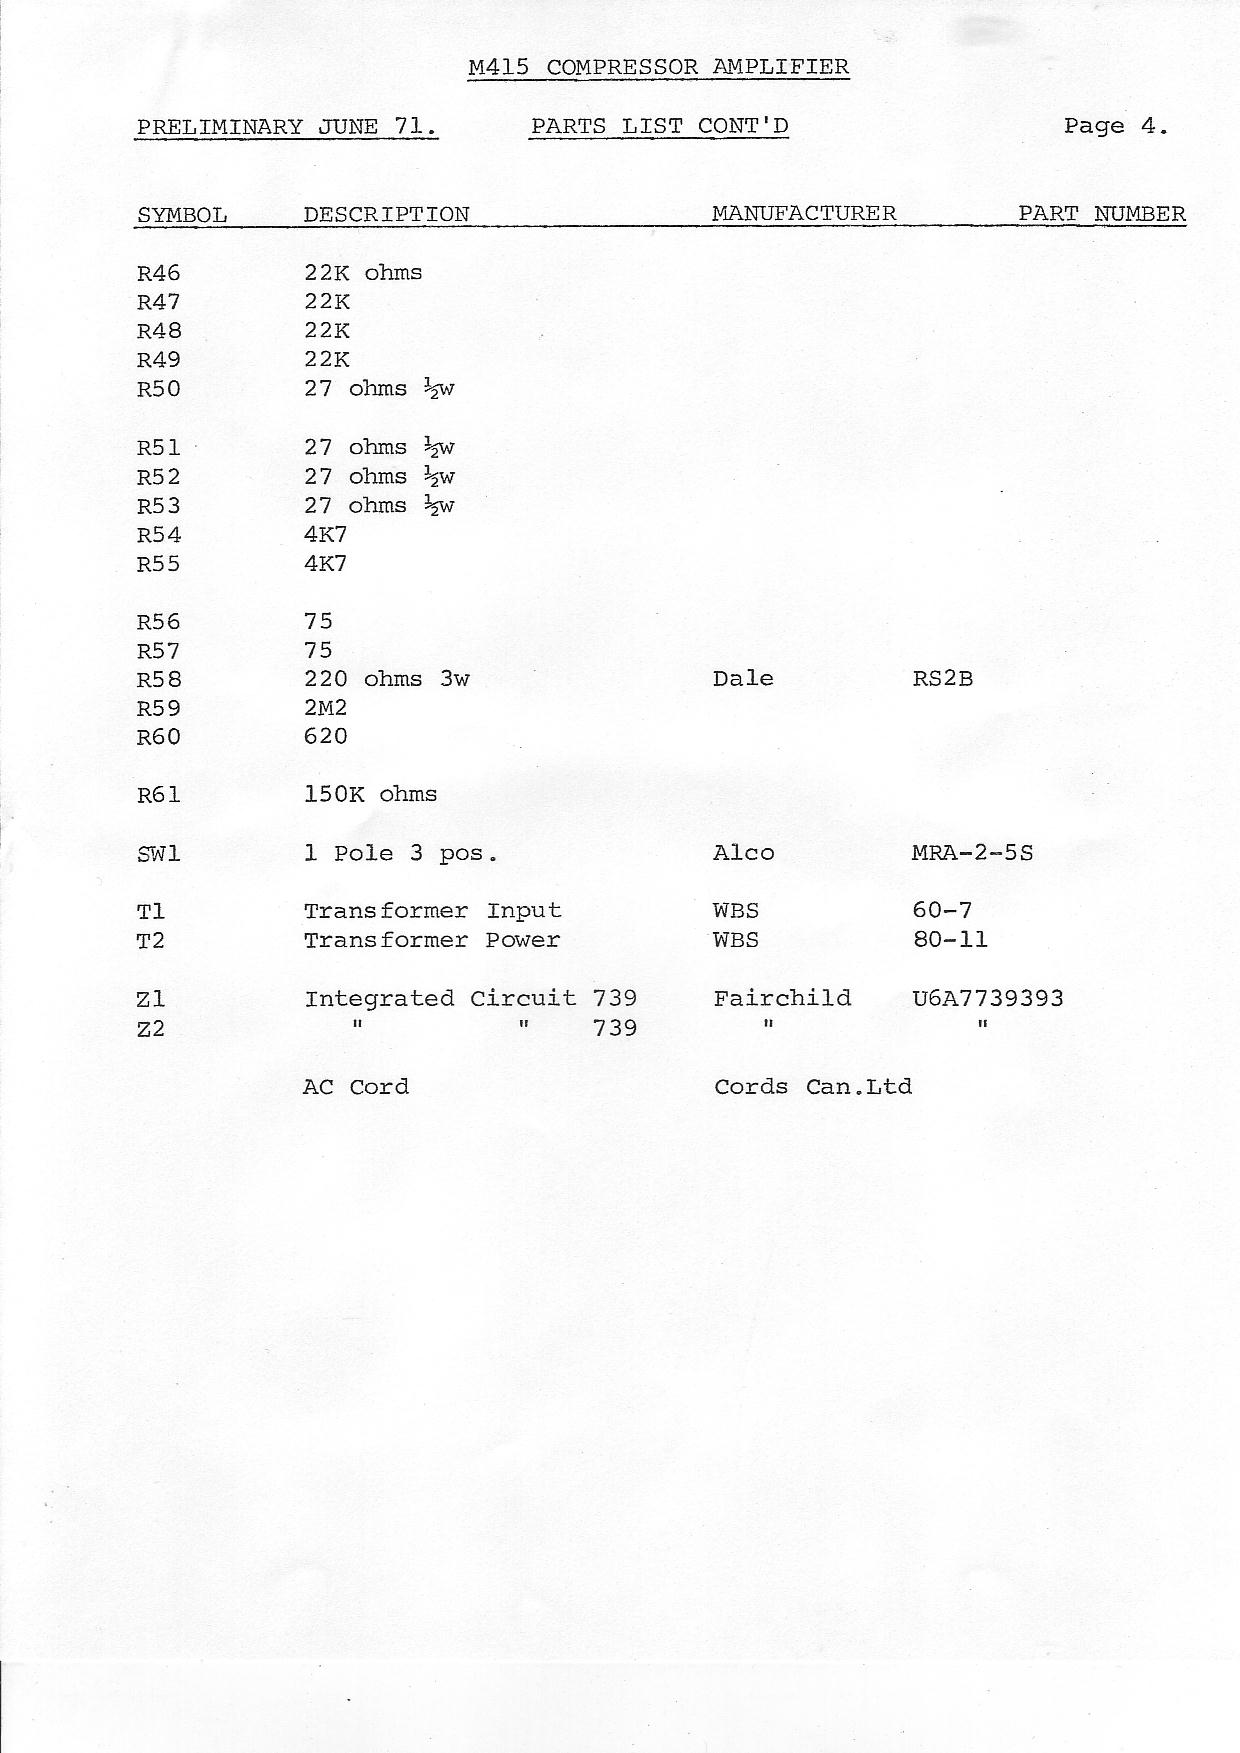 M415 COMPRESSOR AMPLIFIER
PRELIMINARY JUNE 71. PARTS LIST CONT'D Page 4.
SYMBOL DESCRIPTION MANUFACTURER PART NUMBER
R46 22K ohms
R47 22K
R48 22K
R49 22K
R50 27 ohms ½w
R51 27 ohms ½w
R52 27 ohms ½w
R53 27 ohms ½w
R54 4K7
R55 4K7
R56 75
R57 75
R58 220 ohms 3w Dale RS2B
R59 2M2
R60 620
R61 150K ohms
SW1 1 Pole 3 pos. Alco MRA-2-5S
T1 Transformer Input WBS 60-7
T2 Transformer Power WBS 80-11
Z1 Integrated Circuit 739 Fairchild U6A7739393
Z2 " " 739 " "
AC Cord Cords Can.Ltd